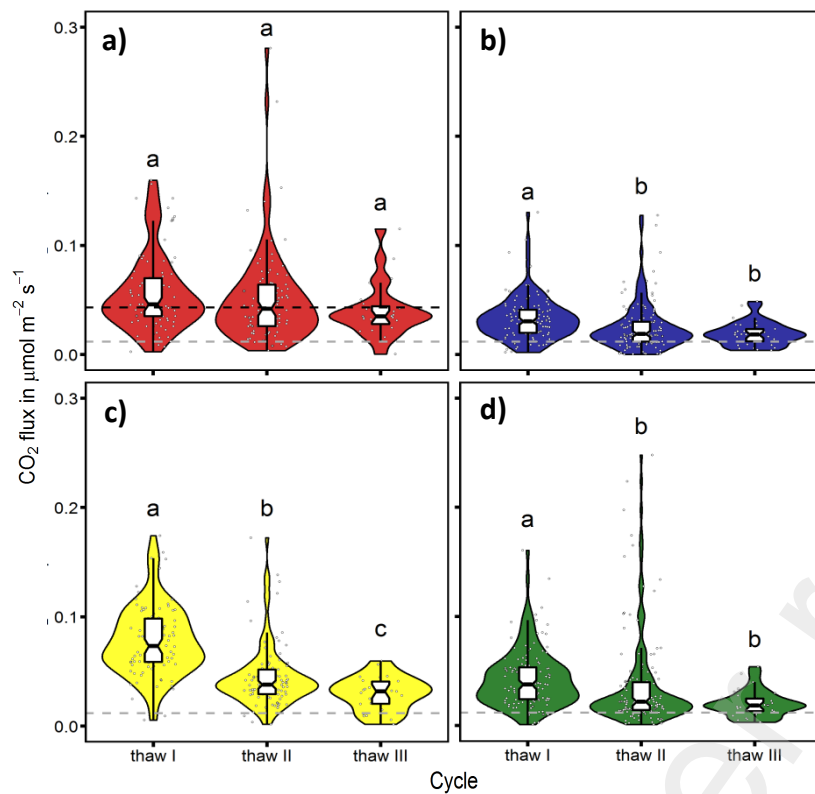 a)
b)
0.3
0.2
0.1
0.0
a
a
a
a
b
b
c)
d)
0.3
0.2
0.1
0.0
a
b
c
a
b
b
CO₂ flux in μmol m⁻² s⁻¹
thaw I
thaw II
thaw III
thaw I
thaw II
thaw III
Cycle